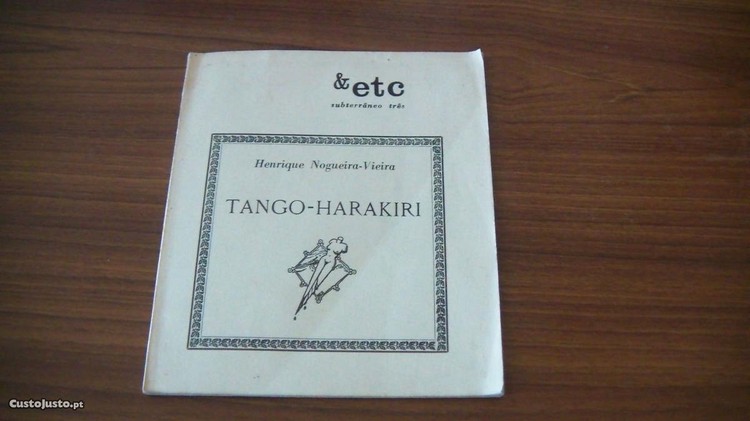 & etc
subterrâneo três
Henrique Nogueira-Vieira
TANGO-HARAKIRI
CustoJusto.pt